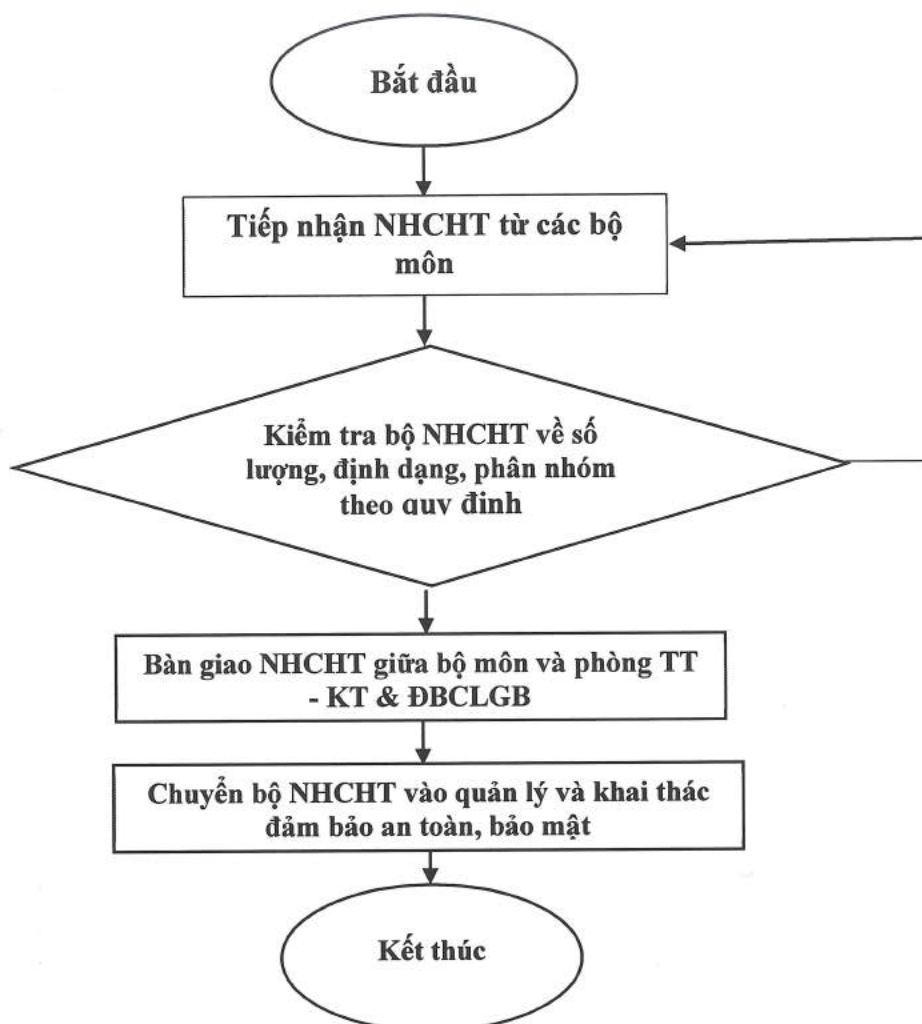 Bắt đầu
Tiếp nhận NHCHT từ các bộ
môn
Kiểm tra bộ NHCHT về số
lượng, định dạng, phân nhóm
theo quy định
Bàn giao NHCHT giữa bộ môn và phòng TT
- KT & ĐBCLGB
Chuyển bộ NHCHT vào quản lý và khai thác
đảm bảo an toàn, bảo mật
Kết thúc